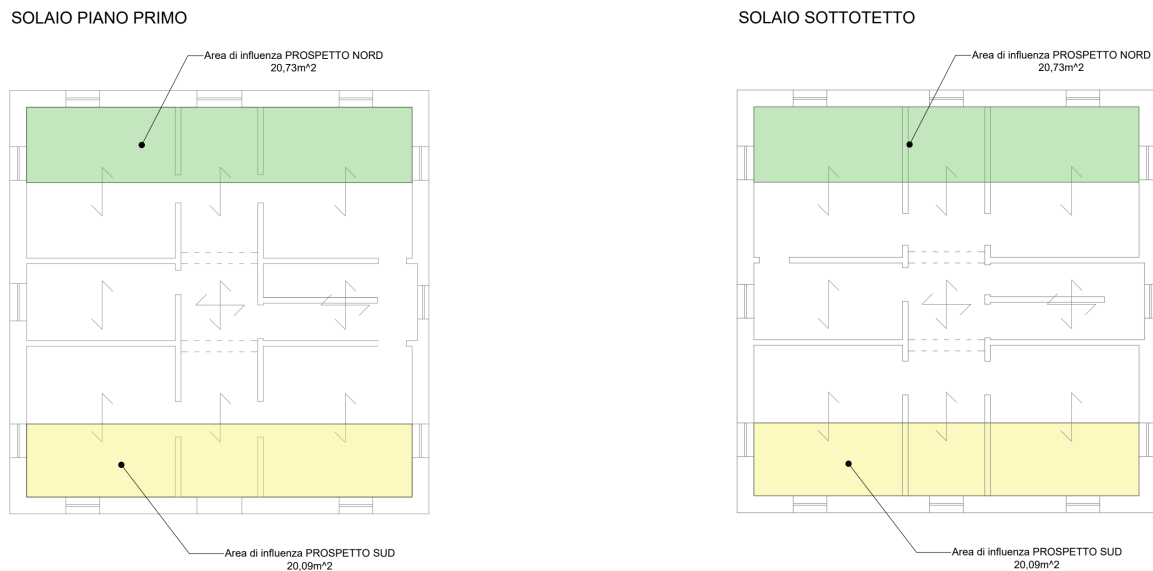 SOLAIO PIANO PRIMO
Area di influenza PROSPETTO NORD
20,73m^2
Area di influenza PROSPETTO SUD
20,09m^2
SOLAIO SOTTOTETTO
Area di influenza PROSPETTO NORD
20,73m^2
Area di influenza PROSPETTO SUD
20,09m^2